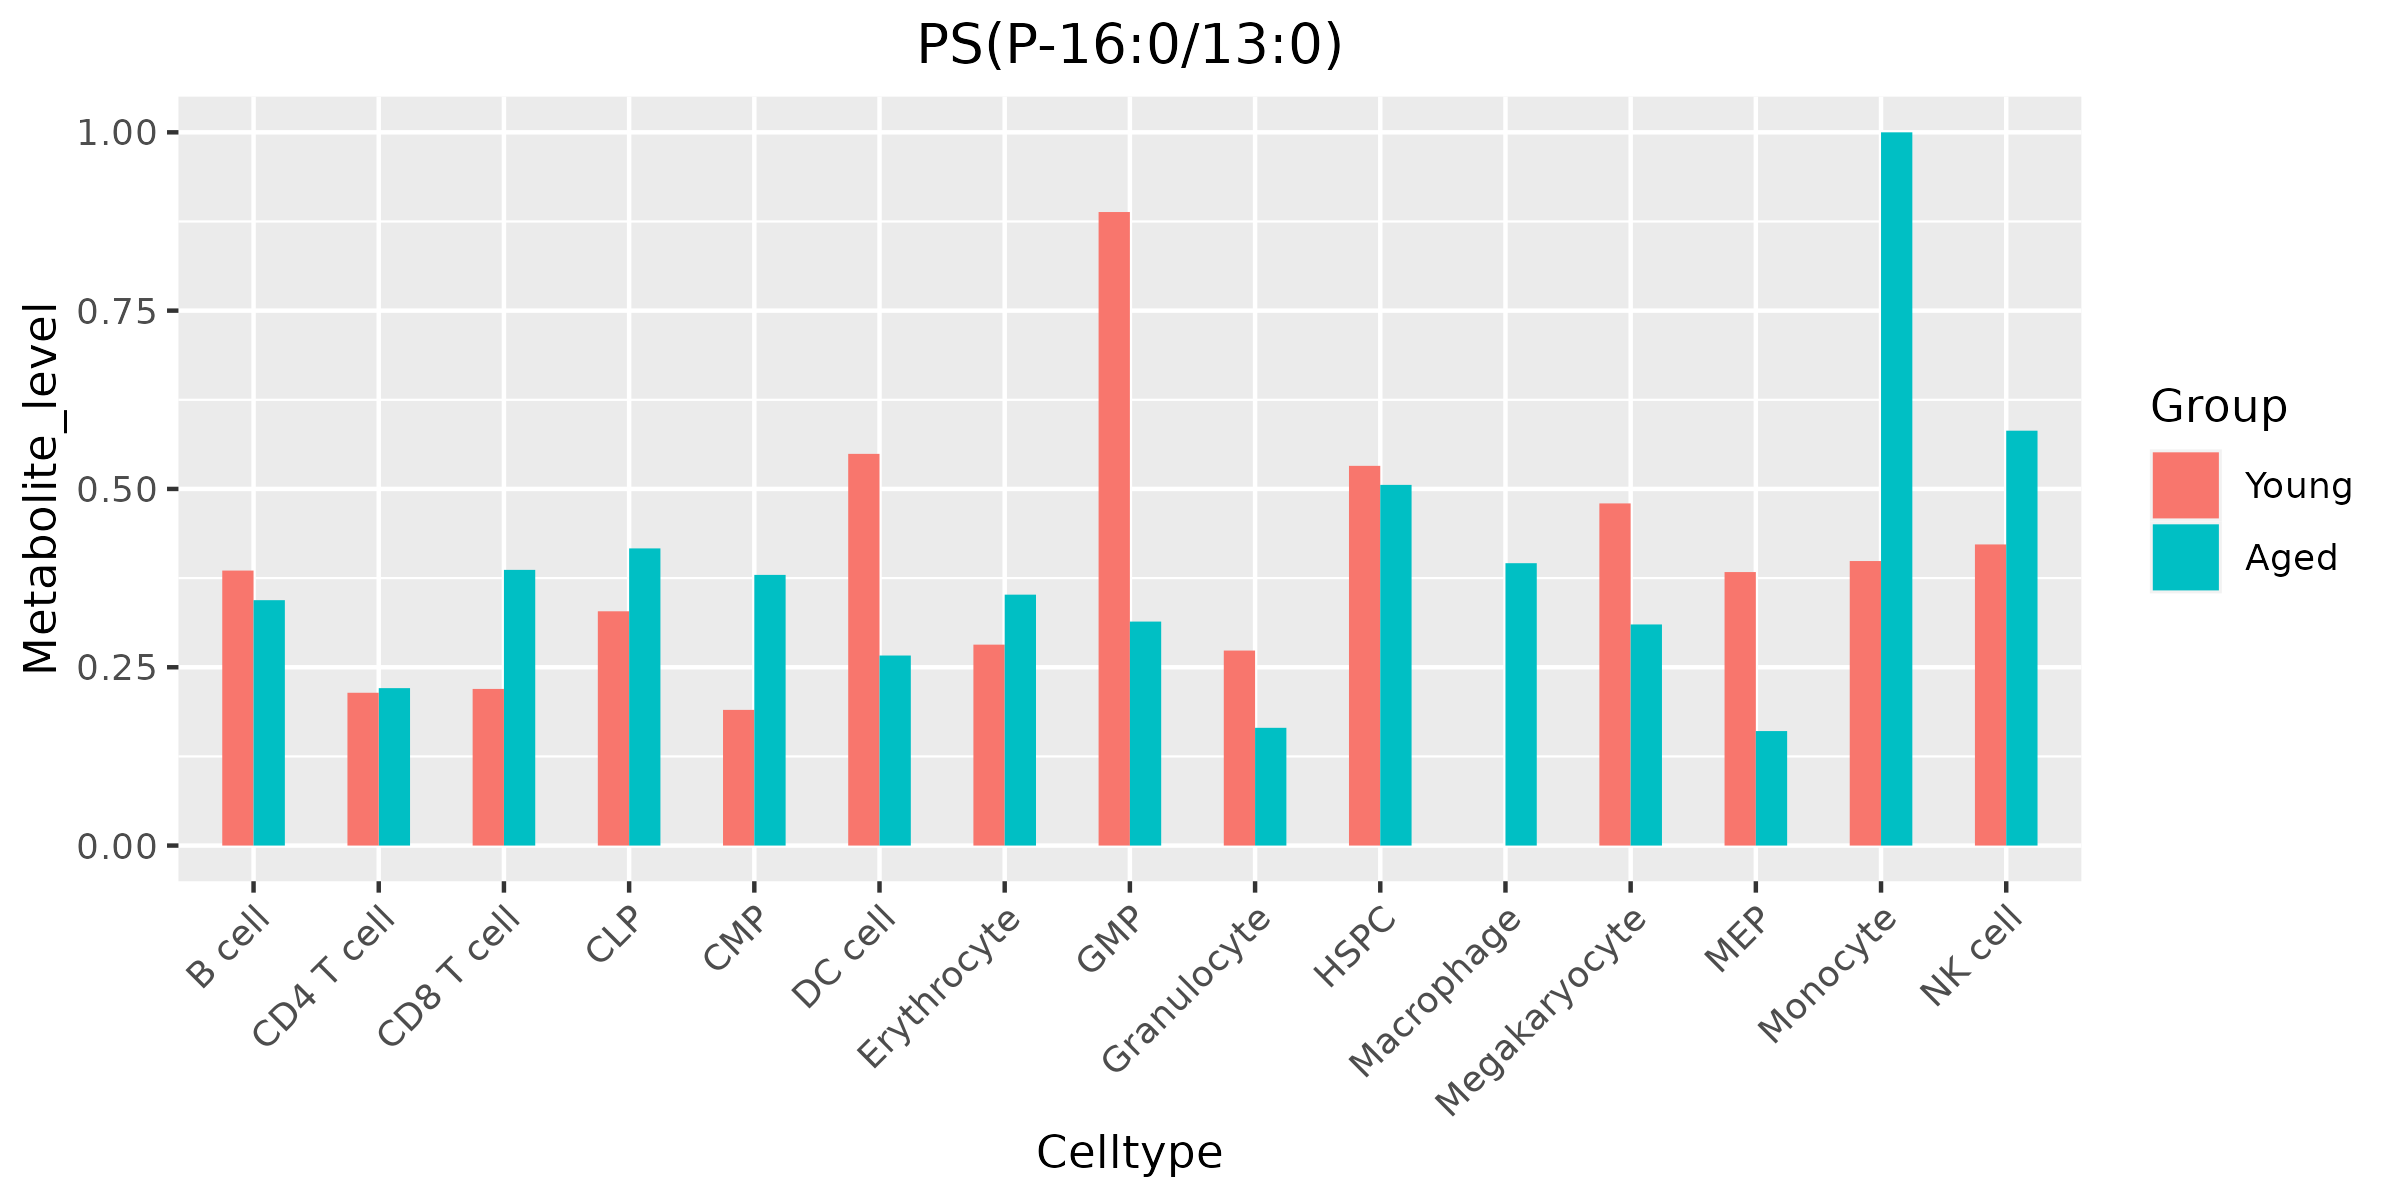 PS(P-16:0/13:0)
Metabolite_level
1.00
0.75
0.50
0.25
0.00
B cell
CD4 T cell
CD8 T cell
CLP
CMP
DC cell
Erythrocyte
GMP
Granulocyte
HSPC
Macrophage
Megakaryocyte
MEP
Monocyte
NK cell
Celltype
Group
Young
Aged